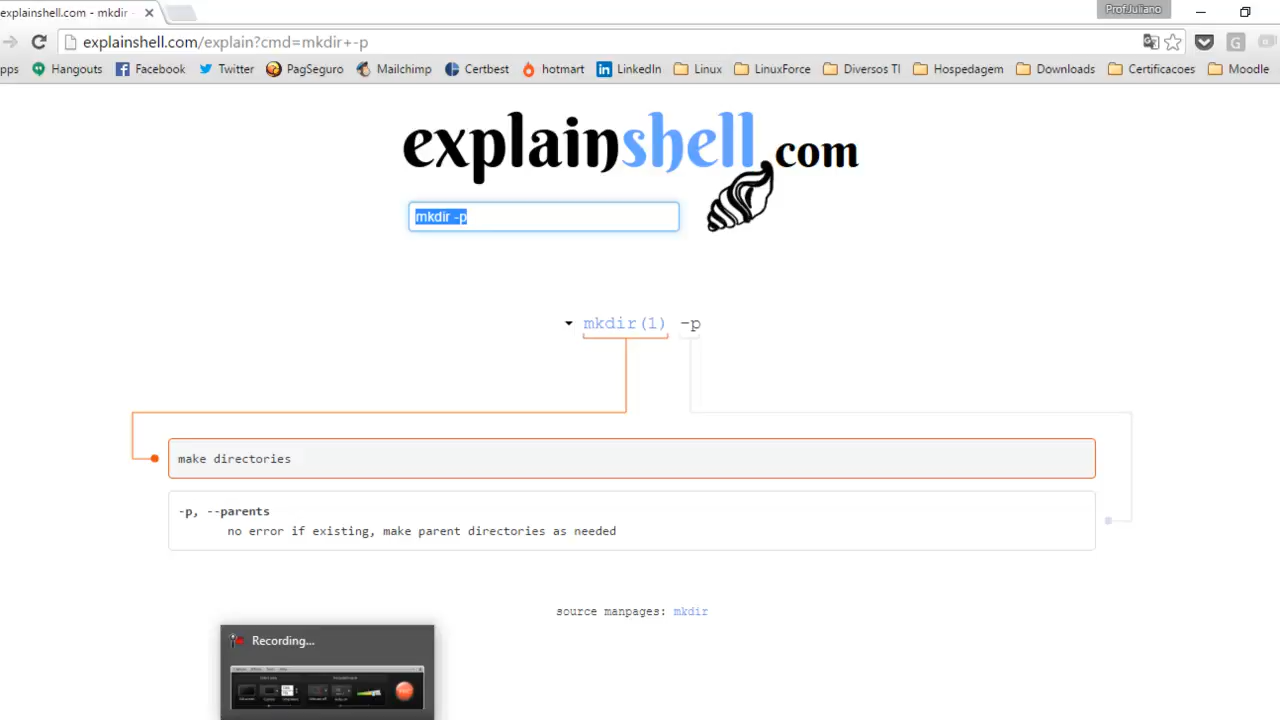 explainshell.com - mkdir -
Prof.Juliano
explainshell.com/explain?cmd=mkdir+-p
pps Hangouts Facebook Twitter PagSeguro Mailchimp Certbest hotmart LinkedIn Linux LinuxForce Diversos TI Hospedagem Downloads Certificacoes Moodle
explainshell.com
mkdir -p
mkdir(1) -p
make directories
-p, --parents
no error if existing, make parent directories as needed
source manpages: mkdir
Recording...